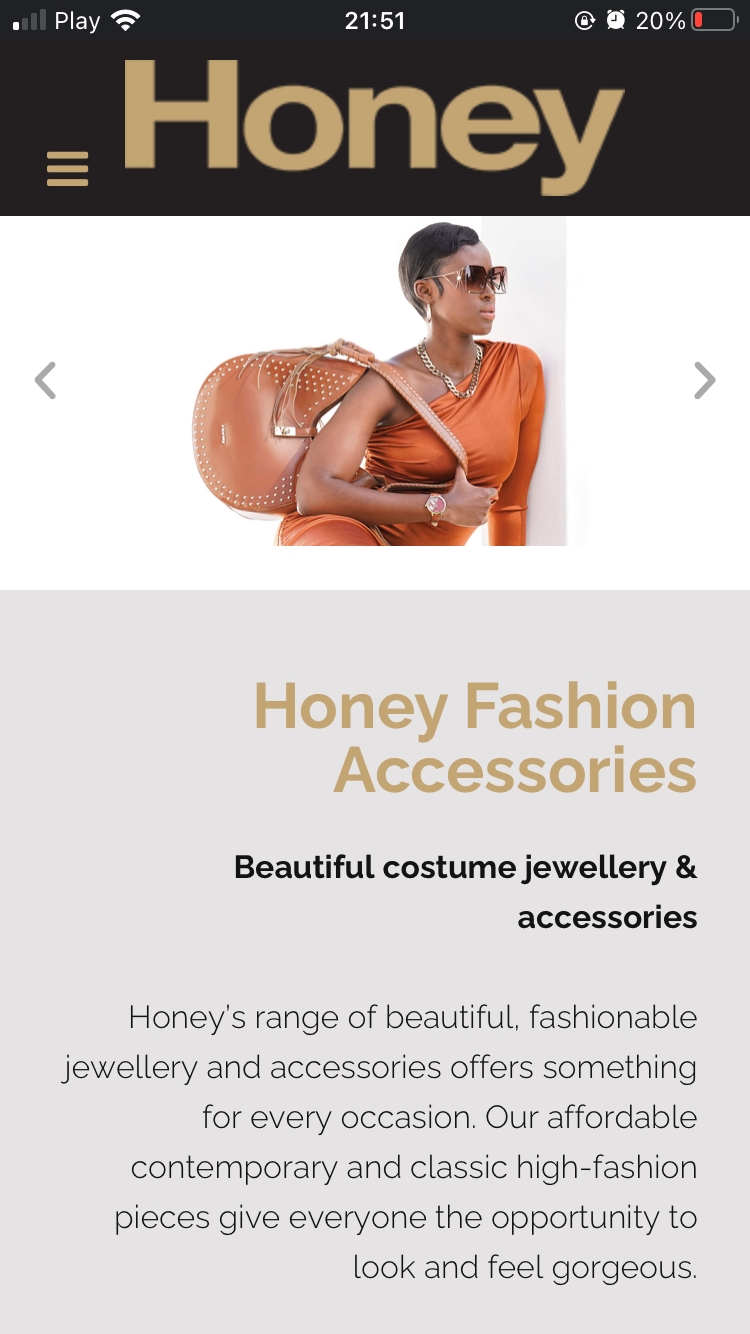 Play 21:51 20%
Honey
Honey Fashion
Accessories
Beautiful costume jewellery &
accessories
Honey’s range of beautiful, fashionable
jewellery and accessories offers something
for every occasion. Our affordable
contemporary and classic high-fashion
pieces give everyone the opportunity to
look and feel gorgeous.